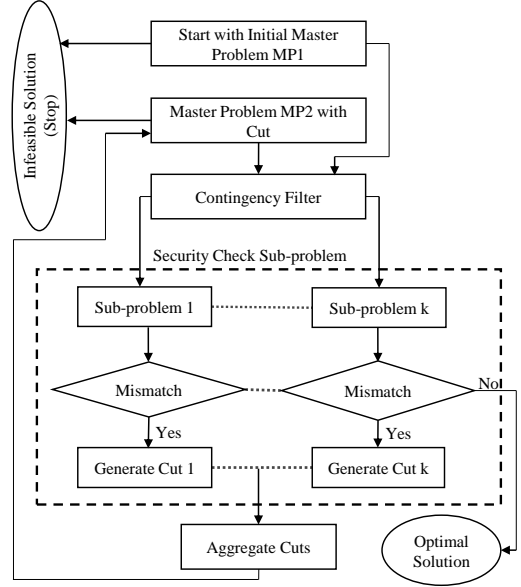 Start with Initial Master
Problem MP1
Infeasible Solution
(Stop)
Master Problem MP2 with
Cut
Contingency Filter
Security Check Sub-problem
Sub-problem 1
Sub-problem k
Mismatch
Mismatch
No
Yes
Yes
Generate Cut 1
Generate Cut k
Aggregate Cuts
Optimal
Solution